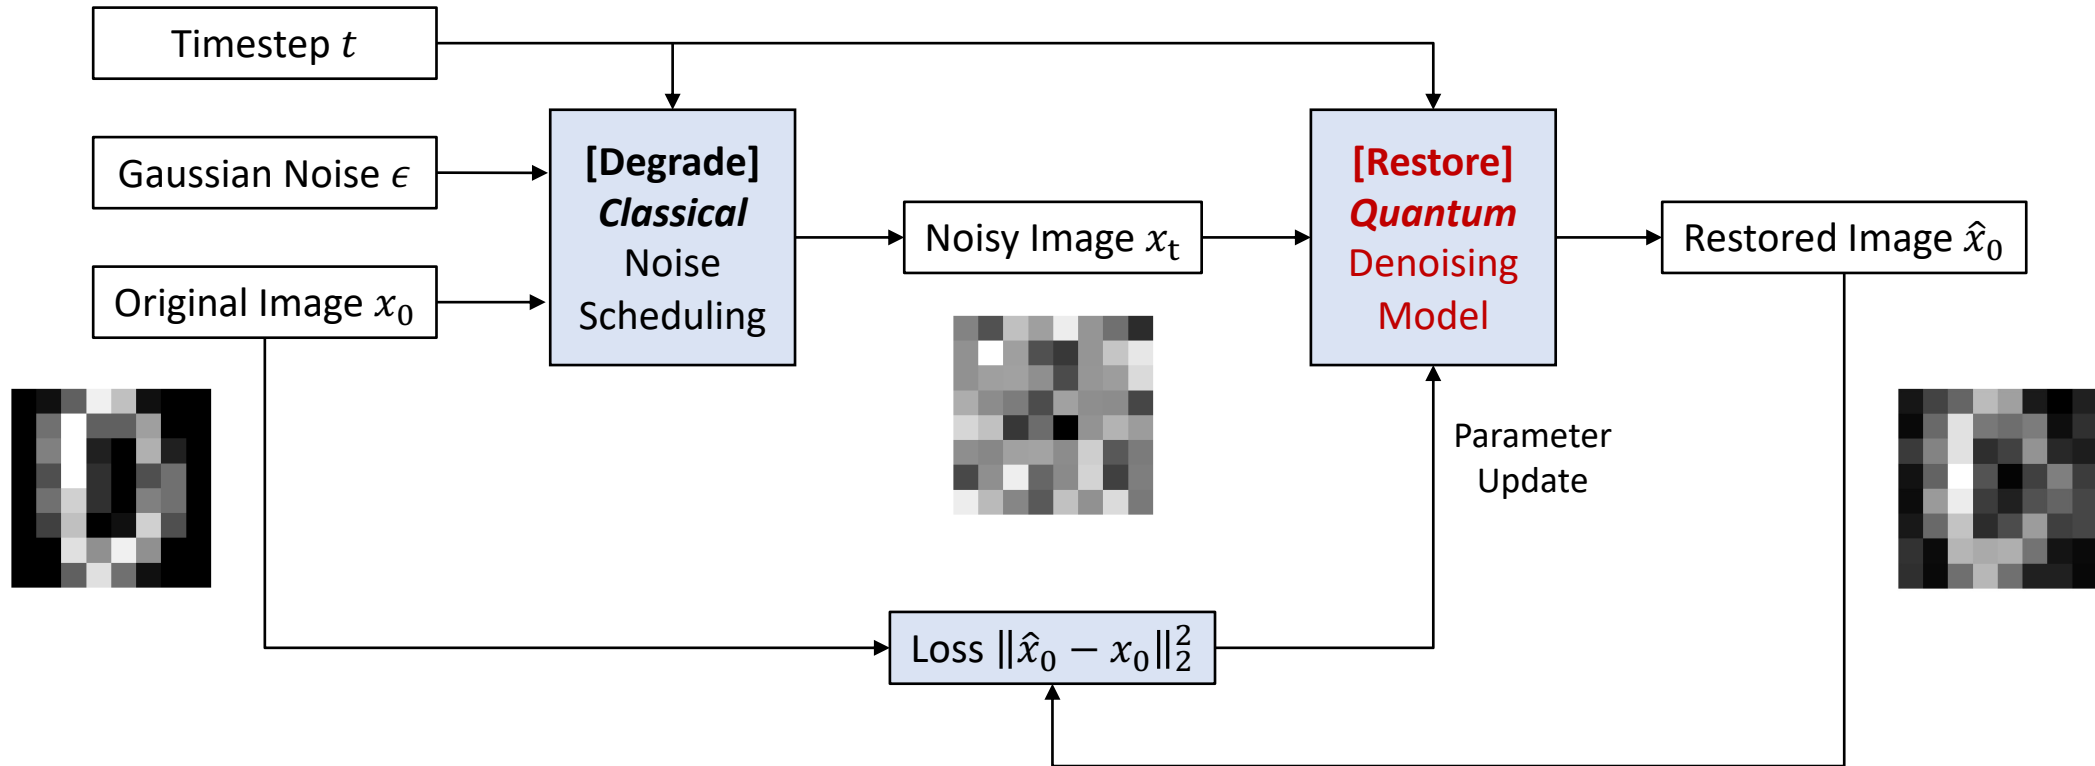 Timestep t
Gaussian Noise ϵ
Original Image x₀
[Degrade]
Classical
Noise
Scheduling
Noisy Image xₜ
[Restore]
Quantum
Denoising
Model
Restored Image x̂₀
Parameter
Update
Loss ‖x̂₀ − x₀‖₂²